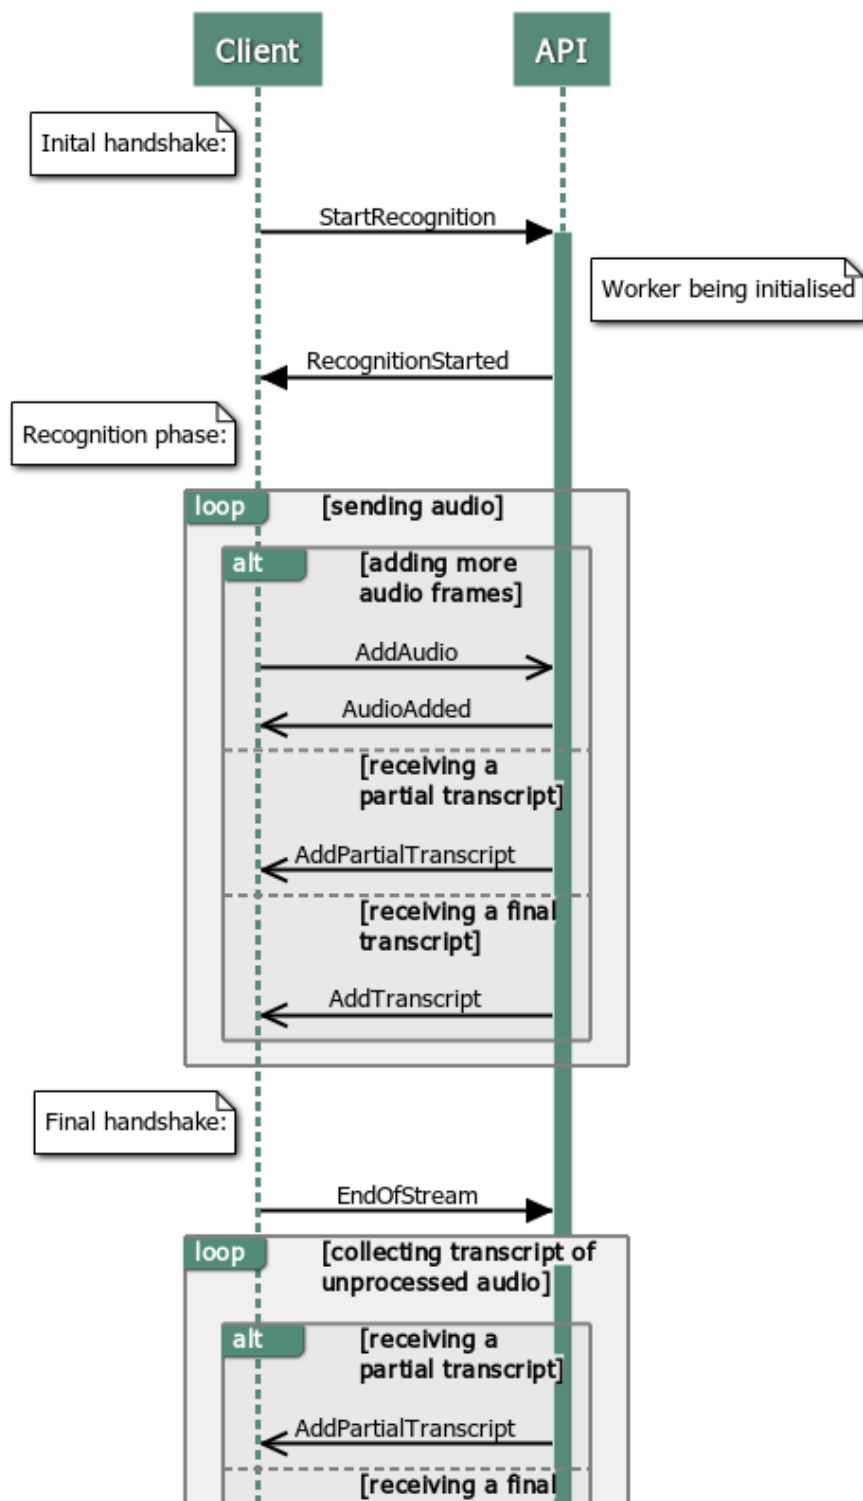 Client
API
Inital handshake:
StartRecognition
Worker being initialised
RecognitionStarted
Recognition phase:
loop
[sending audio]
alt
[adding more
audio frames]
AddAudio
AudioAdded
[receiving a
partial transcript]
AddPartialTranscript
[receiving a final
transcript]
AddTranscript
Final handshake:
EndOfStream
loop
[collecting transcript of
unprocessed audio]
alt
[receiving a
partial transcript]
AddPartialTranscript
[receiving a final